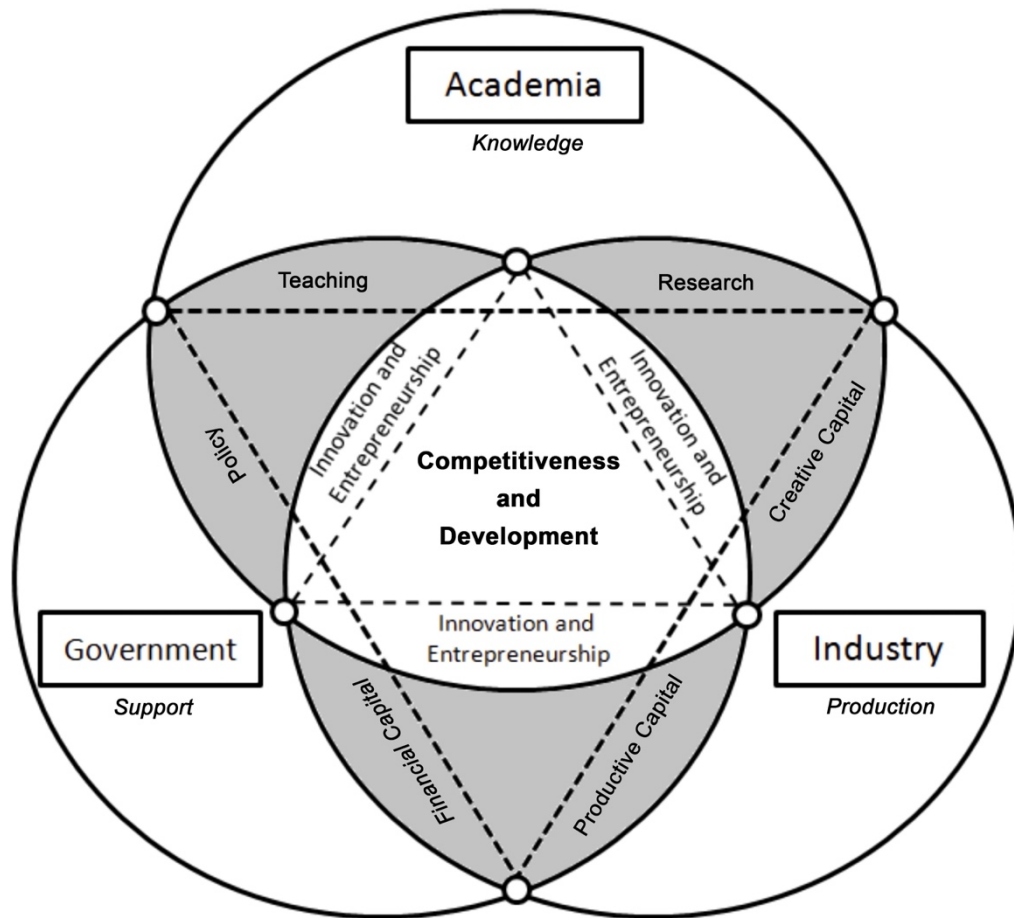 Academia
Knowledge
Teaching
Research
Innovation and
Entrepreneurship
Innovation and
Entrepreneurship
Policy
Creative Capital
Competitiveness
and
Development
Government
Support
Innovation and
Entrepreneurship
Industry
Production
Financial Capital
Productive Capital